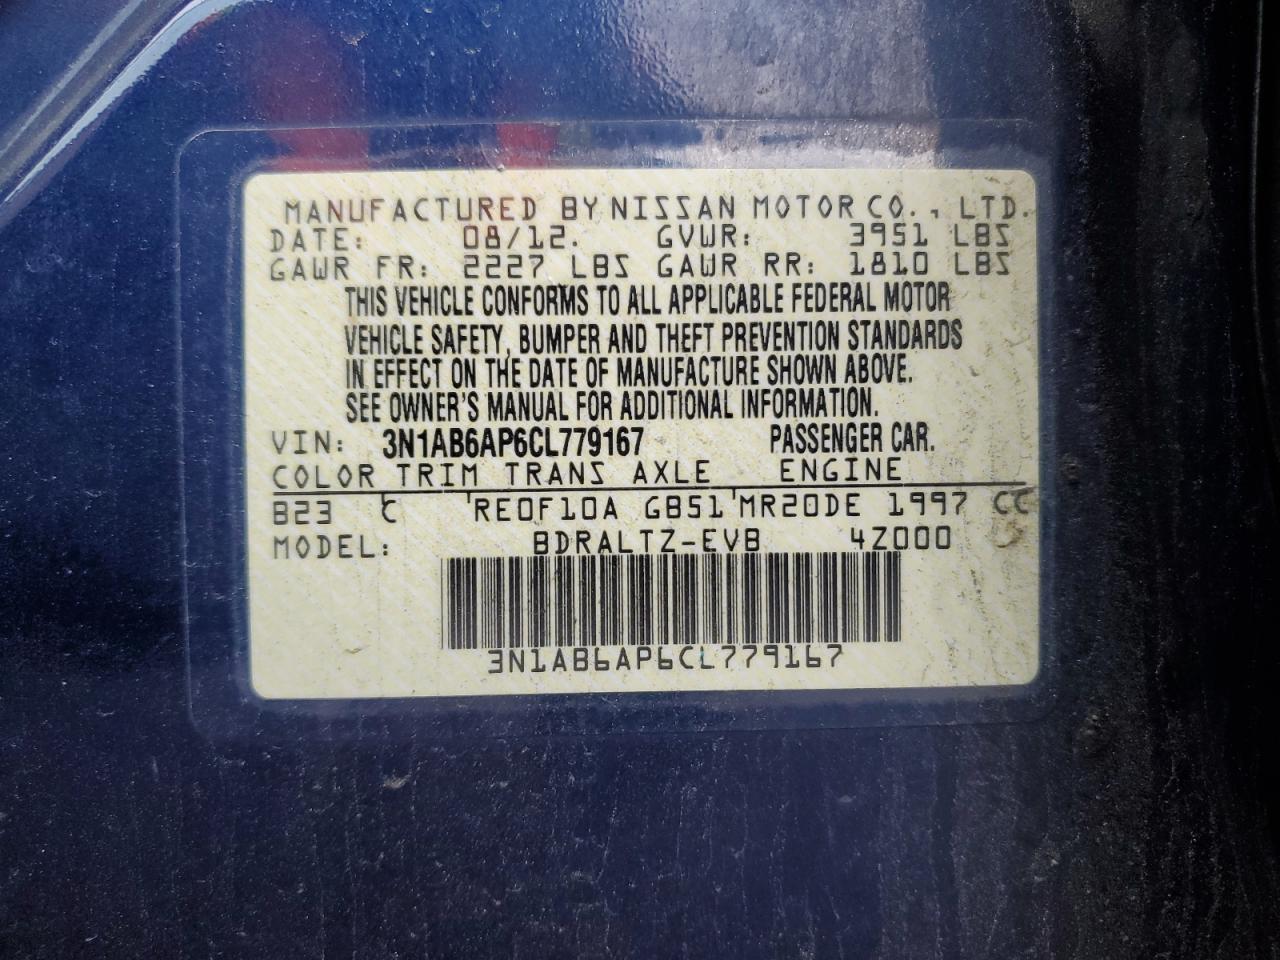 MANUFACTURED BY NISSAN MOTOR CO., LTD.
DATE: 08/12. GVWR: 3951 LBS
GAWR FR: 2227 LBS GAWR RR: 1810 LBS
THIS VEHICLE CONFORMS TO ALL APPLICABLE FEDERAL MOTOR
VEHICLE SAFETY, BUMPER AND THEFT PREVENTION STANDARDS
IN EFFECT ON THE DATE OF MANUFACTURE SHOWN ABOVE.
SEE OWNER'S MANUAL FOR ADDITIONAL INFORMATION.
VIN: 3N1AB6AP6CL779167 PASSENGER CAR.
COLOR TRIM TRANS AXLE ENGINE
B23 C RE0F10A GB51 MR20DE 1997 CC
MODEL: BDRALTZ-EVB 4Z000
3N1AB6AP6CL779167